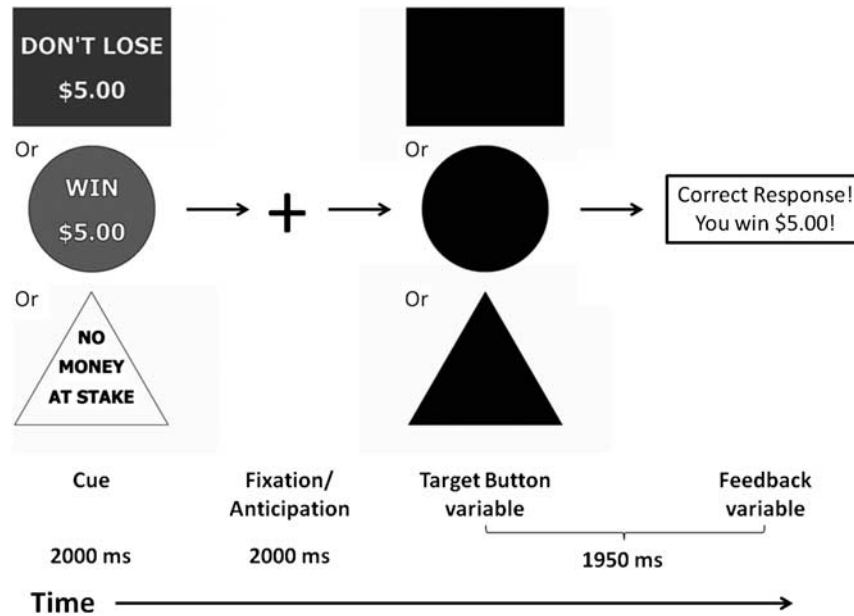 DON'T LOSE
$5.00
Or
WIN
$5.00
Or
NO
MONEY
AT STAKE
+
Or
Or
Correct Response!
You win $5.00!
Cue
Fixation/
Anticipation
Target Button
variable
Feedback
variable
2000 ms
2000 ms
1950 ms
Time